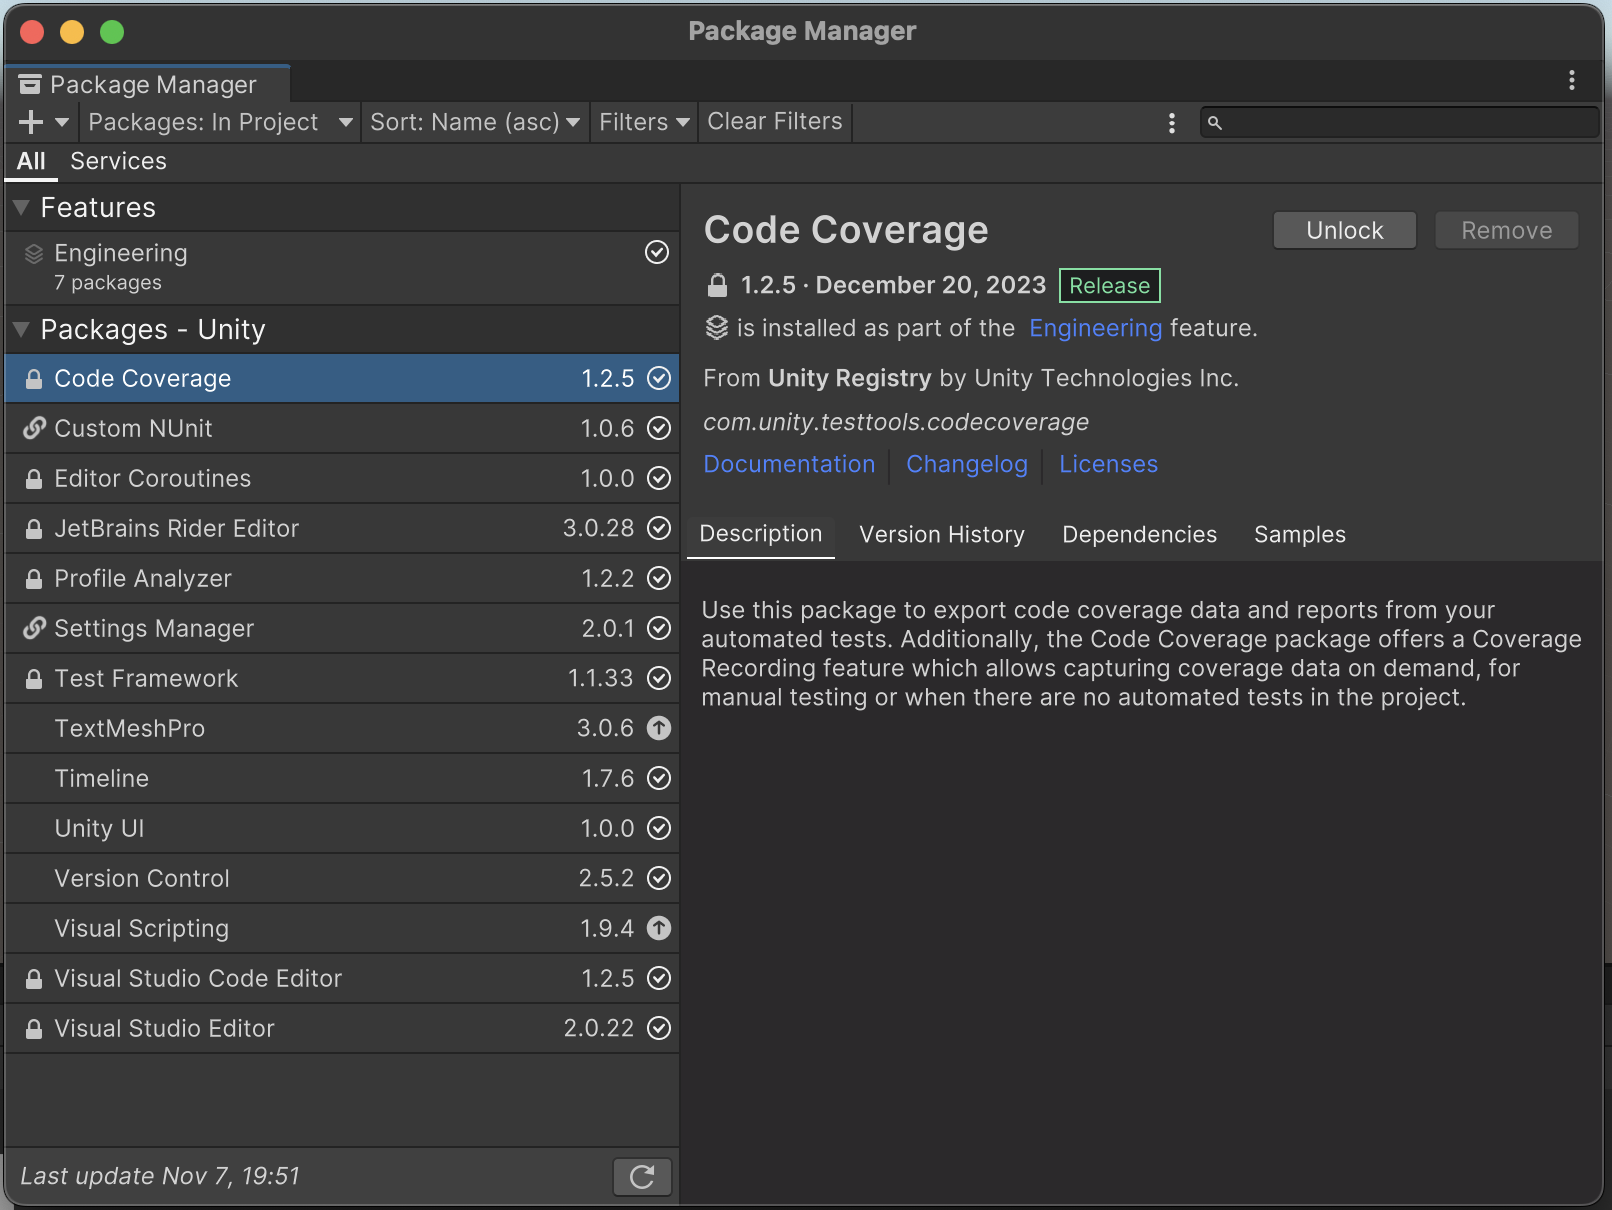 Package Manager
Package Manager
Packages: In Project Sort: Name (asc) Filters Clear Filters
All Services
Features
Engineering
7 packages
Packages - Unity
Code Coverage 1.2.5
Custom NUnit 1.0.6
Editor Coroutines 1.0.0
JetBrains Rider Editor 3.0.28
Profile Analyzer 1.2.2
Settings Manager 2.0.1
Test Framework 1.1.33
TextMeshPro 3.0.6
Timeline 1.7.6
Unity UI 1.0.0
Version Control 2.5.2
Visual Scripting 1.9.4
Visual Studio Code Editor 1.2.5
Visual Studio Editor 2.0.22
Last update Nov 7, 19:51
Code Coverage Unlock Remove
1.2.5 · December 20, 2023 Release
is installed as part of the Engineering feature.
From Unity Registry by Unity Technologies Inc.
com.unity.testtools.codecoverage
Documentation Changelog Licenses
Description Version History Dependencies Samples
Use this package to export code coverage data and reports from your
automated tests. Additionally, the Code Coverage package offers a Coverage
Recording feature which allows capturing coverage data on demand, for
manual testing or when there are no automated tests in the project.